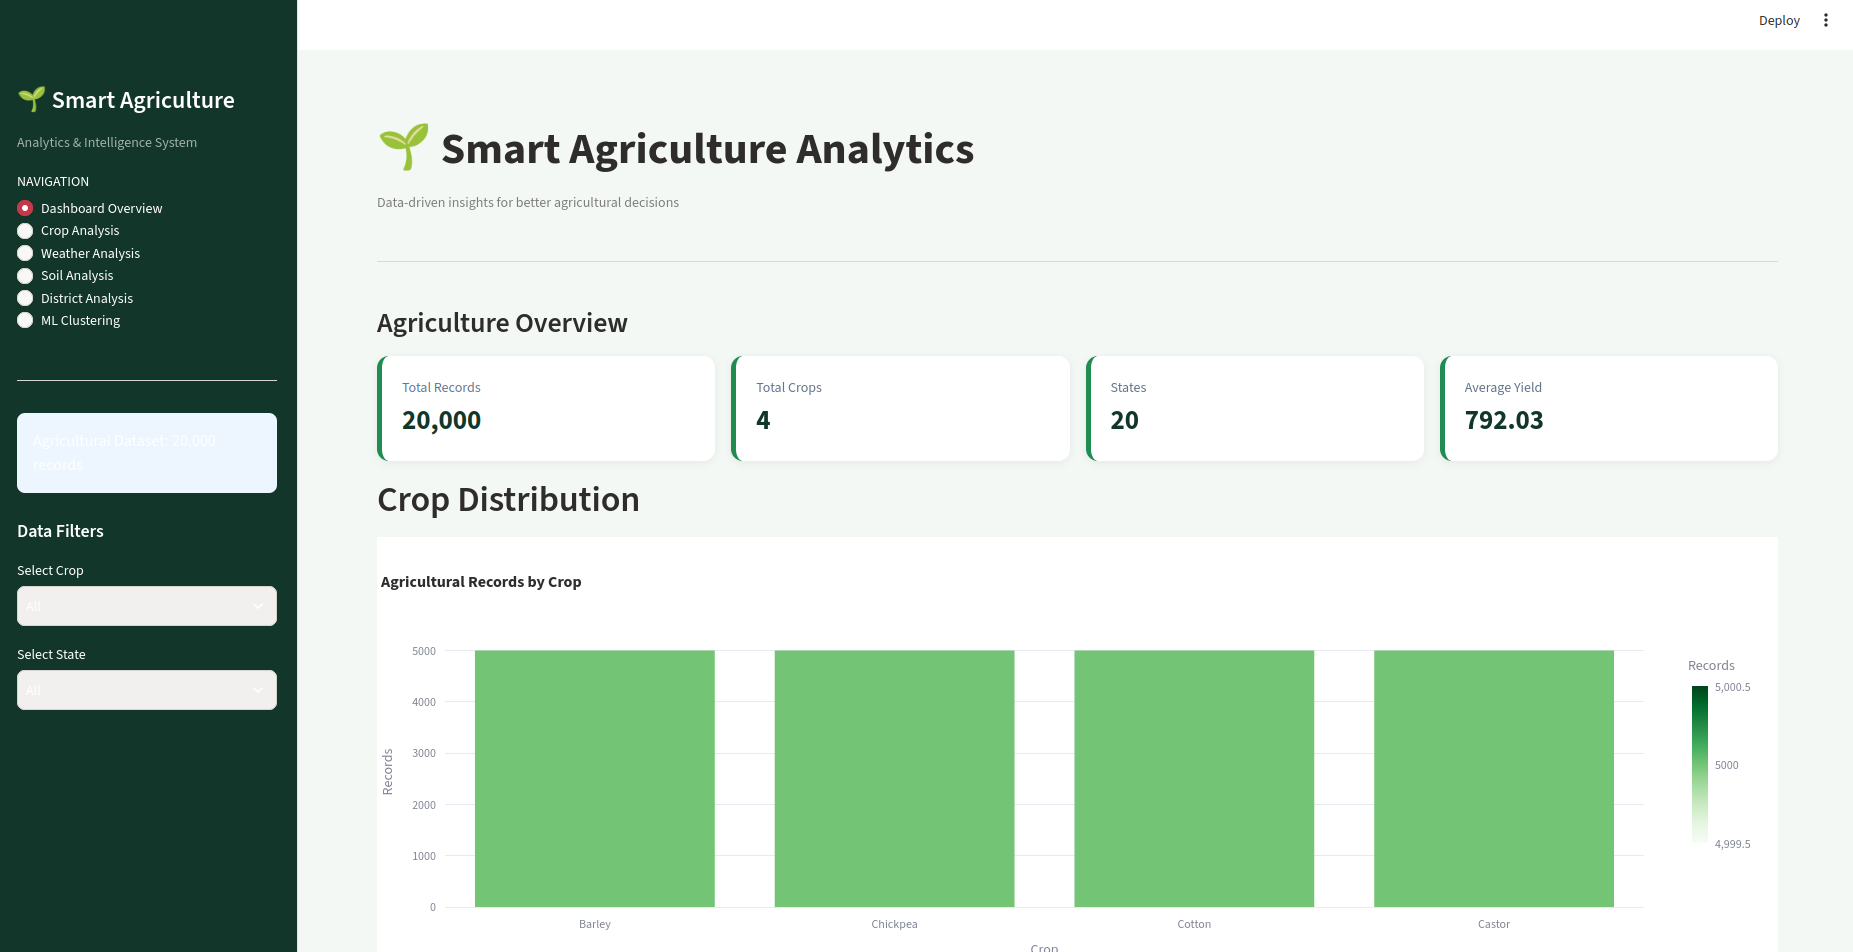 Deploy
🌱 Smart Agriculture
Analytics & Intelligence System
NAVIGATION
Dashboard Overview
Crop Analysis
Weather Analysis
Soil Analysis
District Analysis
ML Clustering
Agricultural Dataset: 20,000
records
Data Filters
Select Crop
All
Select State
All
🌱 Smart Agriculture Analytics
Data-driven insights for better agricultural decisions
Agriculture Overview
Total Records
20,000
Total Crops
4
States
20
Average Yield
792.03
Crop Distribution
Agricultural Records by Crop
Records
5000
4000
3000
2000
1000
0
Barley
Chickpea
Cotton
Castor
Crop
Records
5,000.5
5000
4,999.5